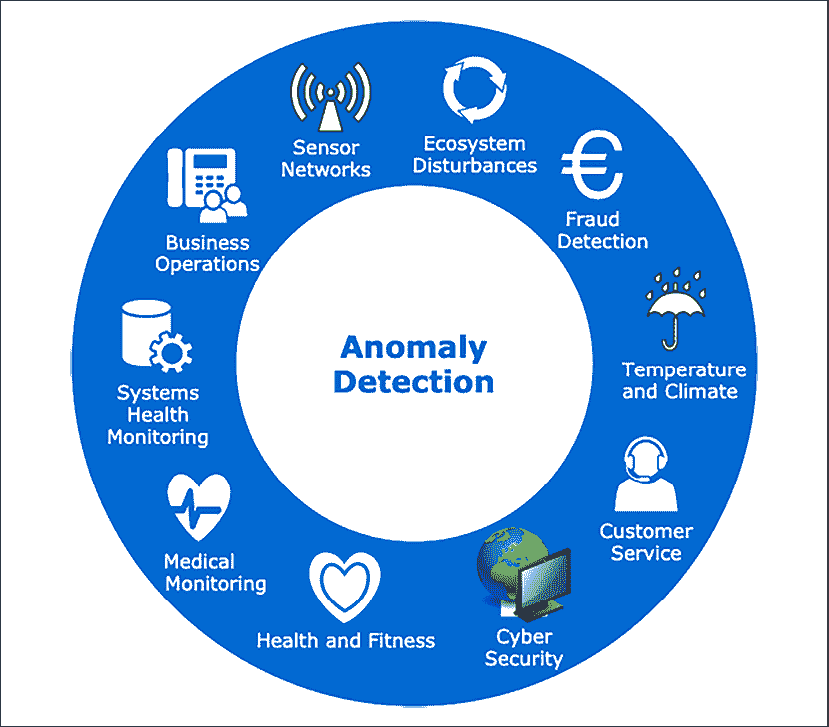 Anomaly
Detection
Sensor
Networks
Ecosystem
Disturbances
€
Fraud
Detection
Temperature
and Climate
Customer
Service
Cyber
Security
Health and Fitness
Medical
Monitoring
Systems
Health
Monitoring
Business
Operations